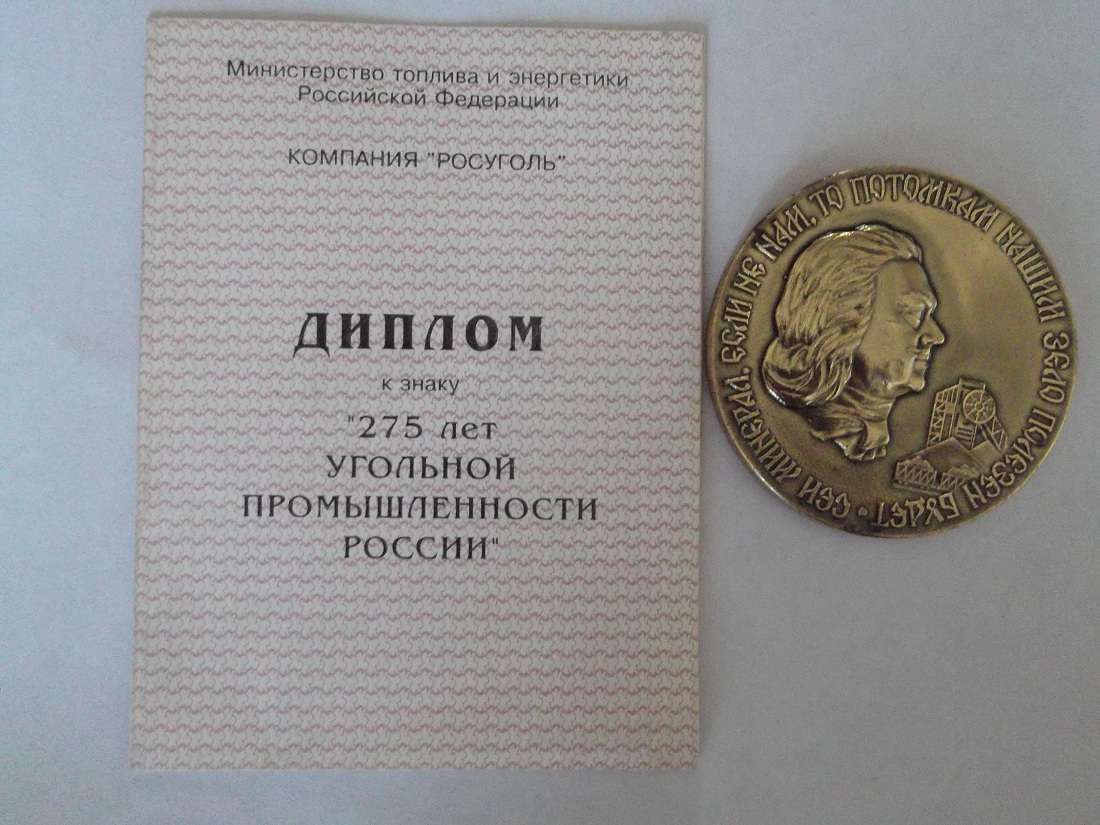 Министерство топлива и энергетики
Российской Федерации
КОМПАНИЯ "РОСУГОЛЬ"
ДИПЛОМ
к знаку
"275 лет
УГОЛЬНОЙ
ПРОМЫШЛЕННОСТИ
РОССИИ"
СЕЙ МИНЕРАЛ, ЕСЛИ НЕ НАМ, ТО ПОТОМКАМ НАШИМ ЗЕЛО ПОЛЕЗЕН БУДЕТ •